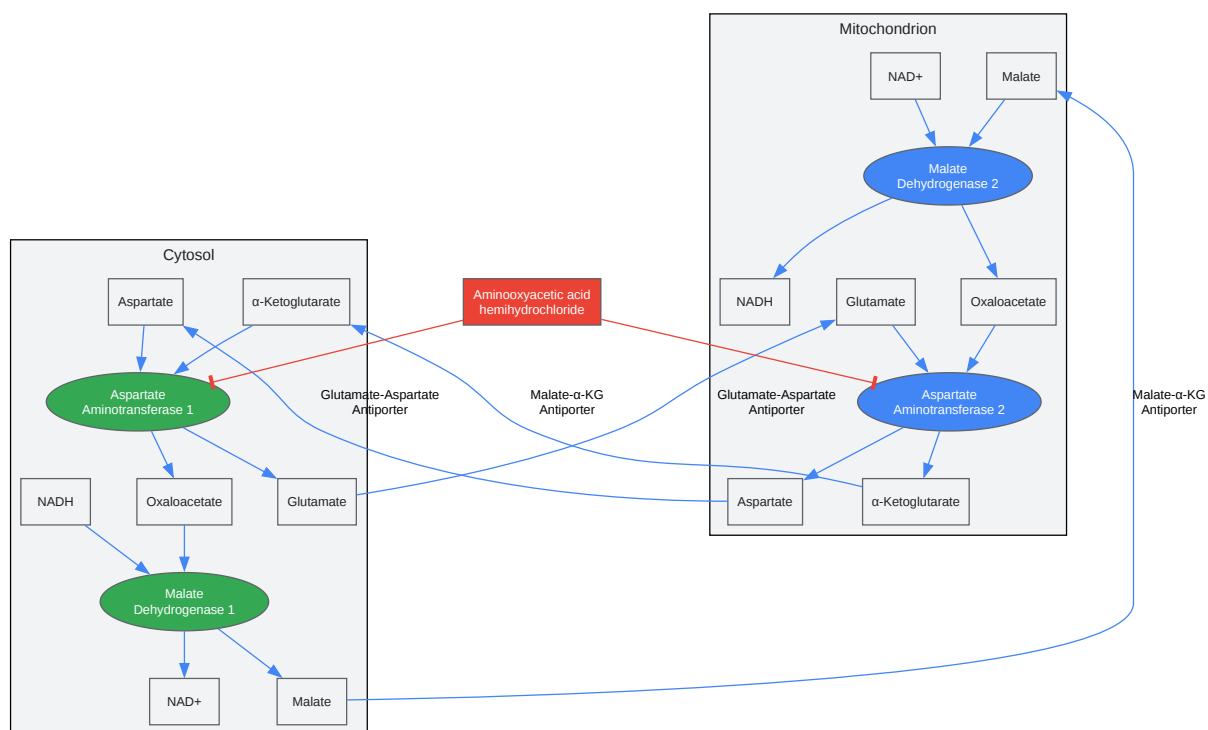 Mitochondrion
NAD+
Malate
Malate
Dehydrogenase 2
Cytosol
Aspartate
α-Ketoglutarate
Aminooxyacetic acid
hemihydrochloride
NADH
Glutamate
Oxaloacetate
Aspartate
Aminotransferase 1
Glutamate-Aspartate
Antiporter
Malate-α-KG
Antiporter
Glutamate-Aspartate
Antiporter
Aspartate
Aminotransferase 2
Malate-α-KG
Antiporter
NADH
Oxaloacetate
Glutamate
Aspartate
α-Ketoglutarate
Malate
Dehydrogenase 1
NAD+
Malate